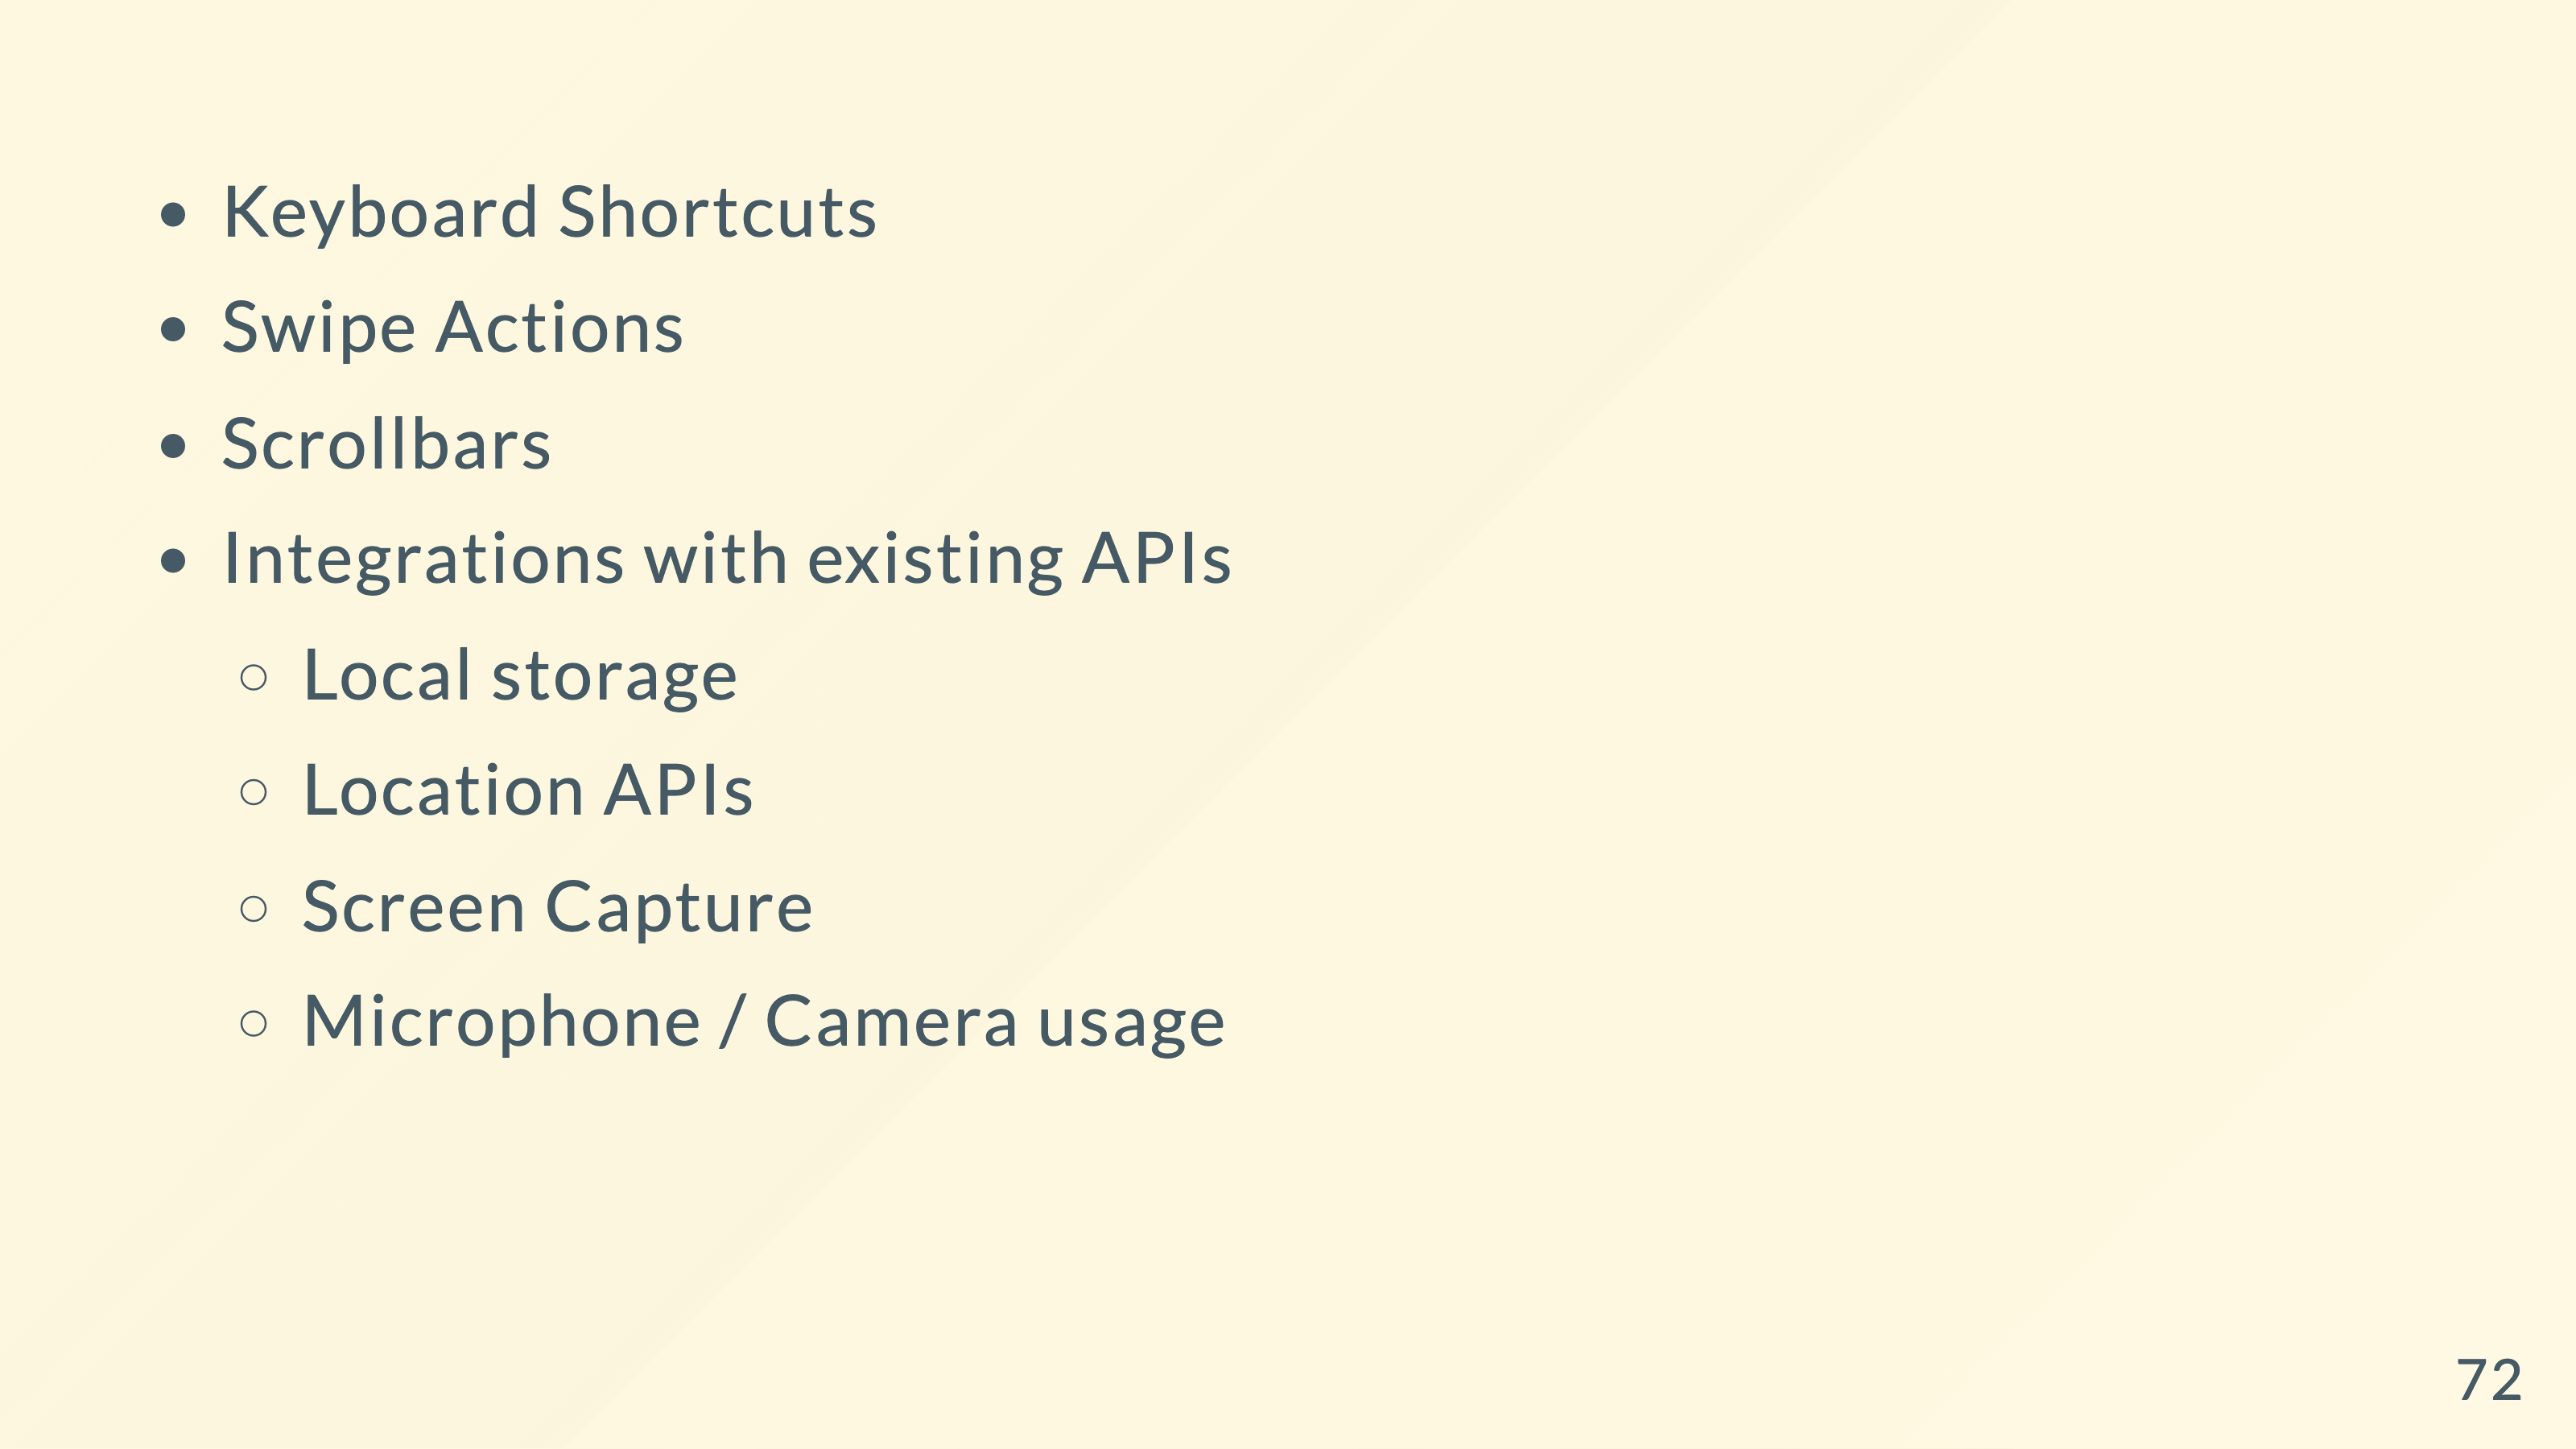 • Keyboard Shortcuts
• Swipe Actions
• Scrollbars
• Integrations with existing APIs
○ Local storage
○ Location APIs
○ Screen Capture
○ Microphone / Camera usage
72